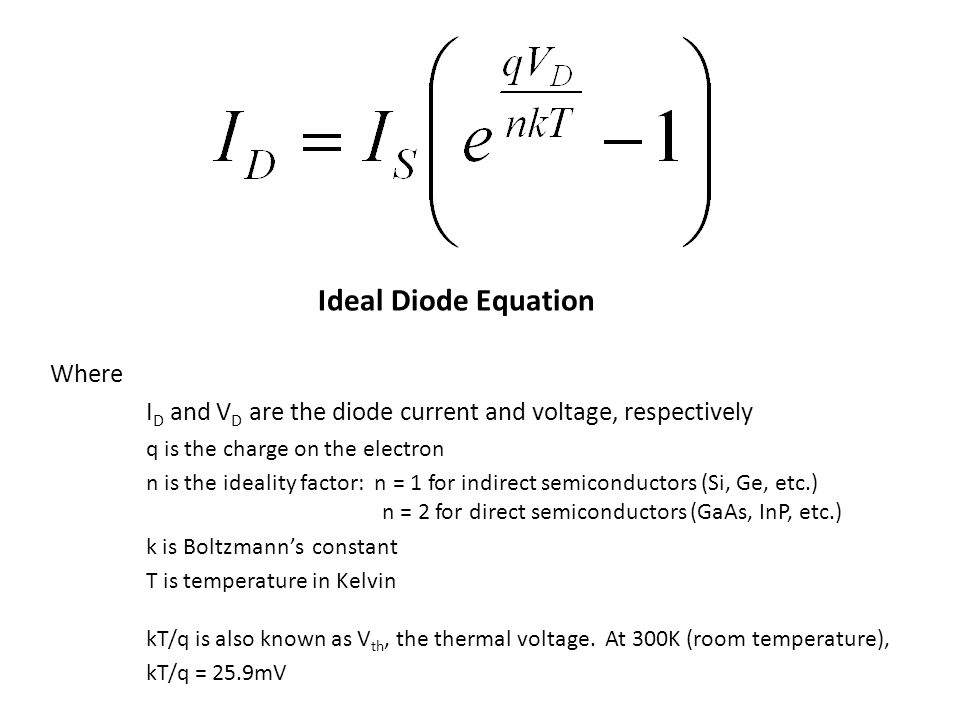 I_D = I_S ( e^{qV_D / nkT} − 1 )
Ideal Diode Equation
Where
I_D and V_D are the diode current and voltage, respectively
q is the charge on the electron
n is the ideality factor: n = 1 for indirect semiconductors (Si, Ge, etc.)
n = 2 for direct semiconductors (GaAs, InP, etc.)
k is Boltzmann’s constant
T is temperature in Kelvin
kT/q is also known as V_th, the thermal voltage. At 300K (room temperature),
kT/q = 25.9mV